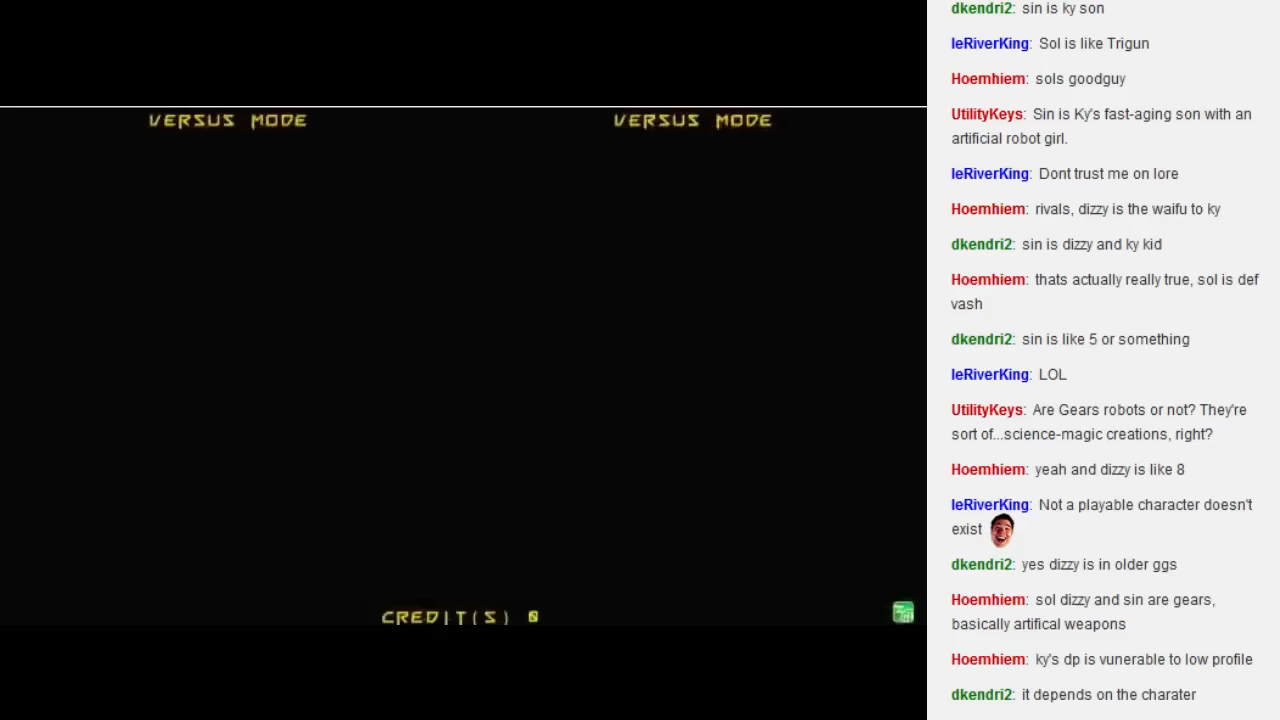 VERSUS MODE
VERSUS MODE
CREDIT(S) 0
dkendri2: sin is ky son
leRiverKing: Sol is like Trigun
Hoemhiem: sols goodguy
UtilityKeys: Sin is Ky's fast-aging son with an
artificial robot girl.
leRiverKing: Dont trust me on lore
Hoemhiem: rivals, dizzy is the waifu to ky
dkendri2: sin is dizzy and ky kid
Hoemhiem: thats actually really true, sol is def
vash
dkendri2: sin is like 5 or something
leRiverKing: LOL
UtilityKeys: Are Gears robots or not? They're
sort of...science-magic creations, right?
Hoemhiem: yeah and dizzy is like 8
leRiverKing: Not a playable character doesn't
exist
dkendri2: yes dizzy is in older ggs
Hoemhiem: sol dizzy and sin are gears,
basically artifical weapons
Hoemhiem: ky's dp is vunerable to low profile
dkendri2: it depends on the charater